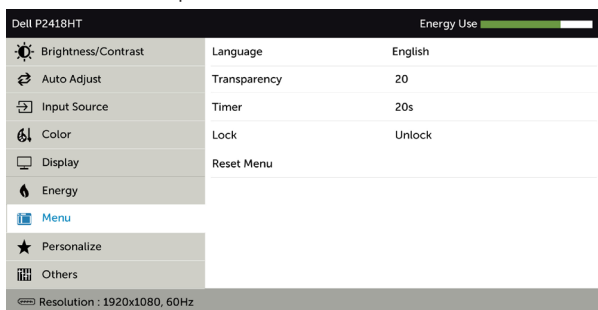 Dell P2418HT Energy Use
Brightness/Contrast Language English
Auto Adjust Transparency 20
Input Source Timer 20s
Color Lock Unlock
Display Reset Menu
Energy
Menu
Personalize
Others
Resolution : 1920x1080, 60Hz